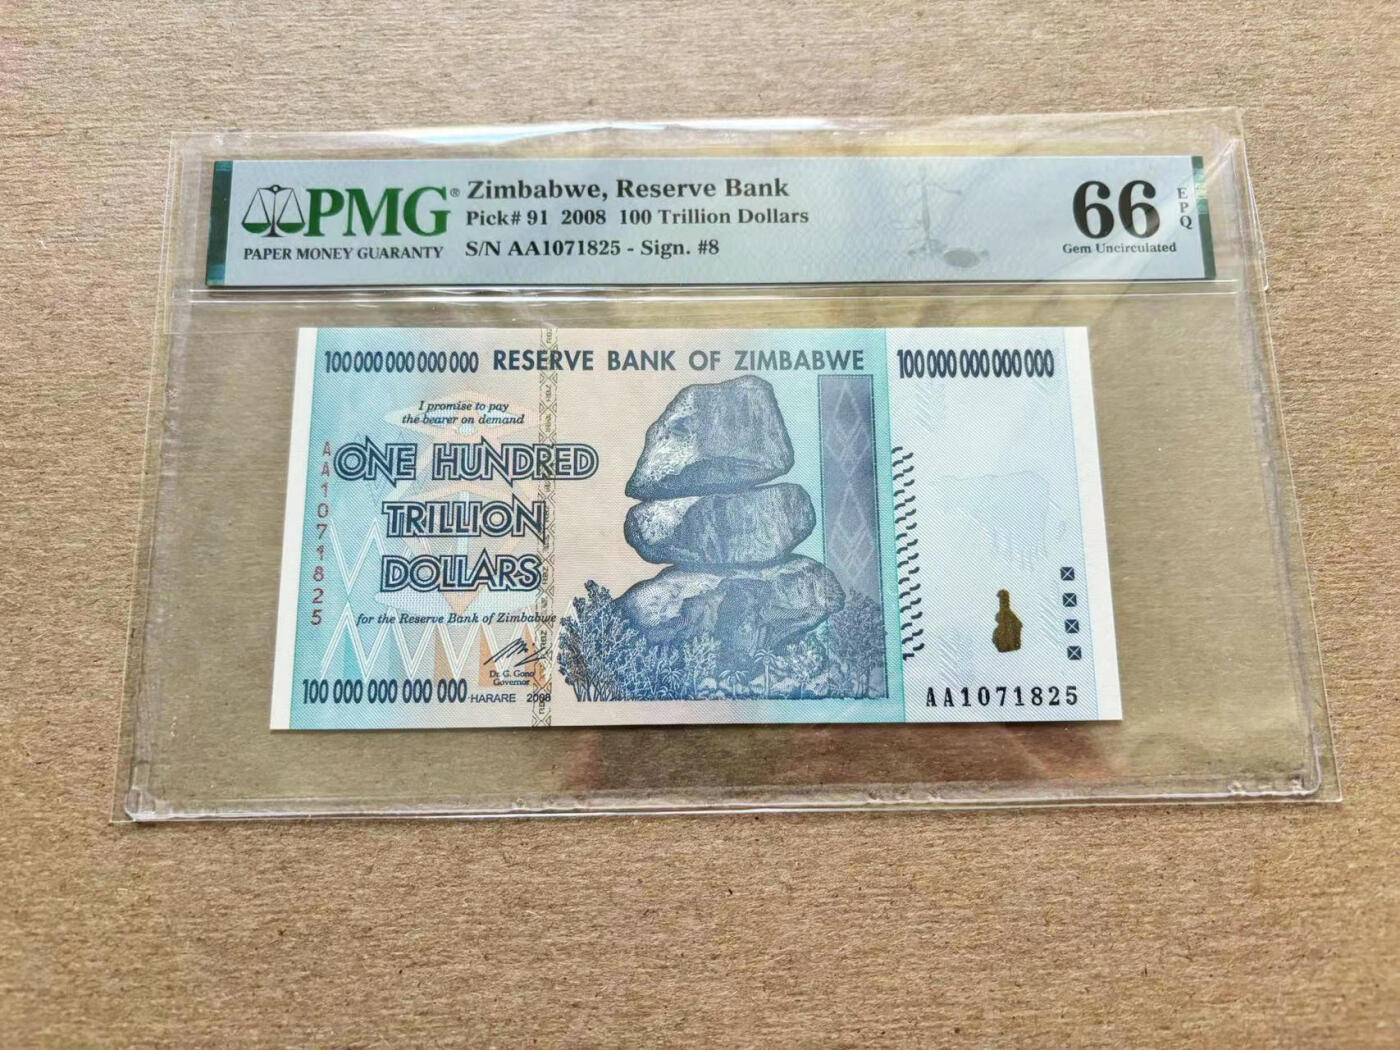 PMG® Zimbabwe, Reserve Bank
Pick# 91 2008 100 Trillion Dollars
PAPER MONEY GUARANTY S/N AA1071825 - Sign. #8
66 EPQ
Gem Uncirculated
100 000 000 000 000 RESERVE BANK OF ZIMBABWE 100 000 000 000 000
I promise to pay
the bearer on demand
ONE HUNDRED
TRILLION
DOLLARS
AA1071825
for the Reserve Bank of Zimbabwe
Dr. G. Gono
Governor
100 000 000 000 000 HARARE 2008
AA1071825